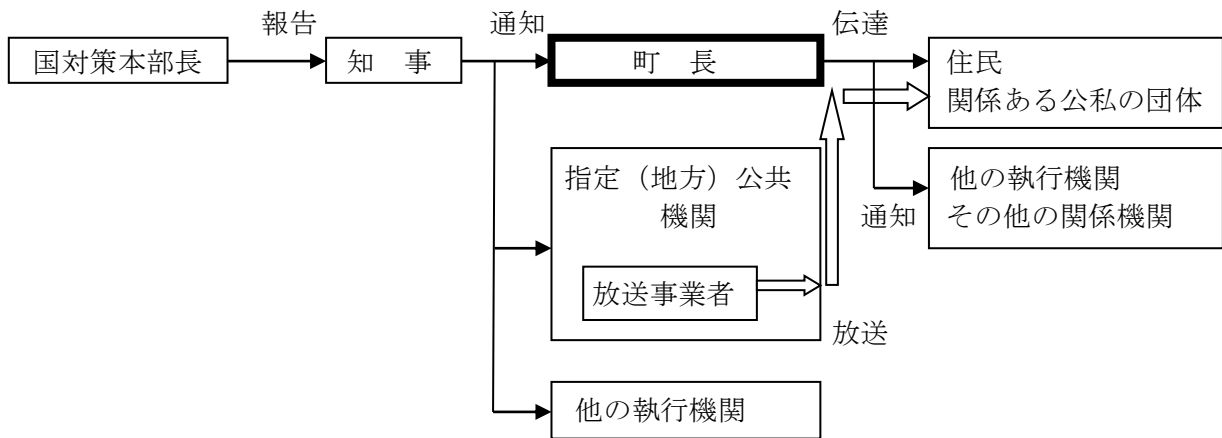 報告
通知
伝達
国対策本部長
知　事
町　長
住民
関係ある公私の団体
指定（地方）公共
機関
他の執行機関
その他の関係機関
通知
放送事業者
放送
他の執行機関